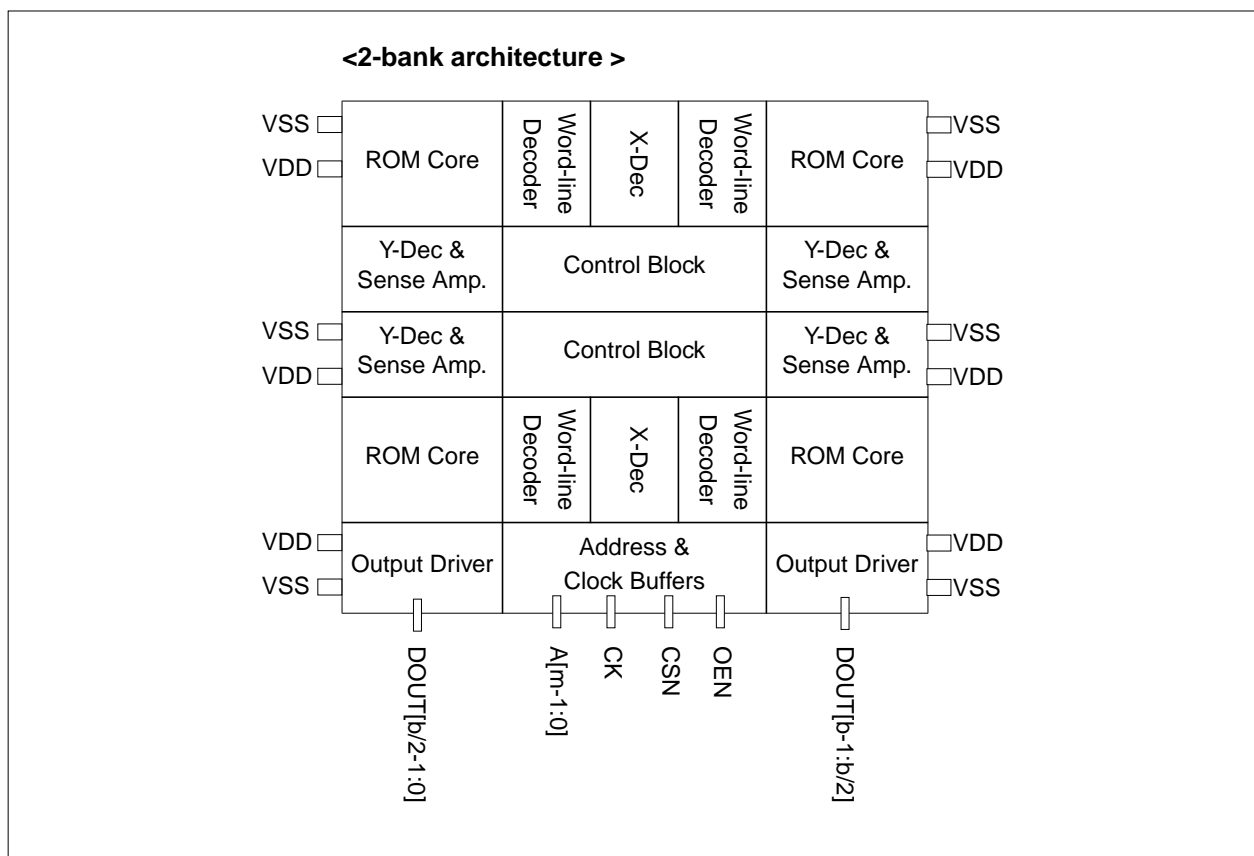 <2-bank architecture >
VSS
VDD
ROM Core
Word-line
Decoder
X-Dec
Word-line
Decoder
ROM Core
VSS
VDD
Y-Dec &
Sense Amp.
Control Block
Y-Dec &
Sense Amp.
VSS
VDD
Y-Dec &
Sense Amp.
Control Block
Y-Dec &
Sense Amp.
VSS
VDD
ROM Core
Word-line
Decoder
X-Dec
Word-line
Decoder
ROM Core
VDD
VSS
Output Driver
Address &
Clock Buffers
Output Driver
VDD
VSS
DOUT[b/2-1:0]
A[m-1:0]
CK
CSN
OEN
DOUT[b-1:b/2]